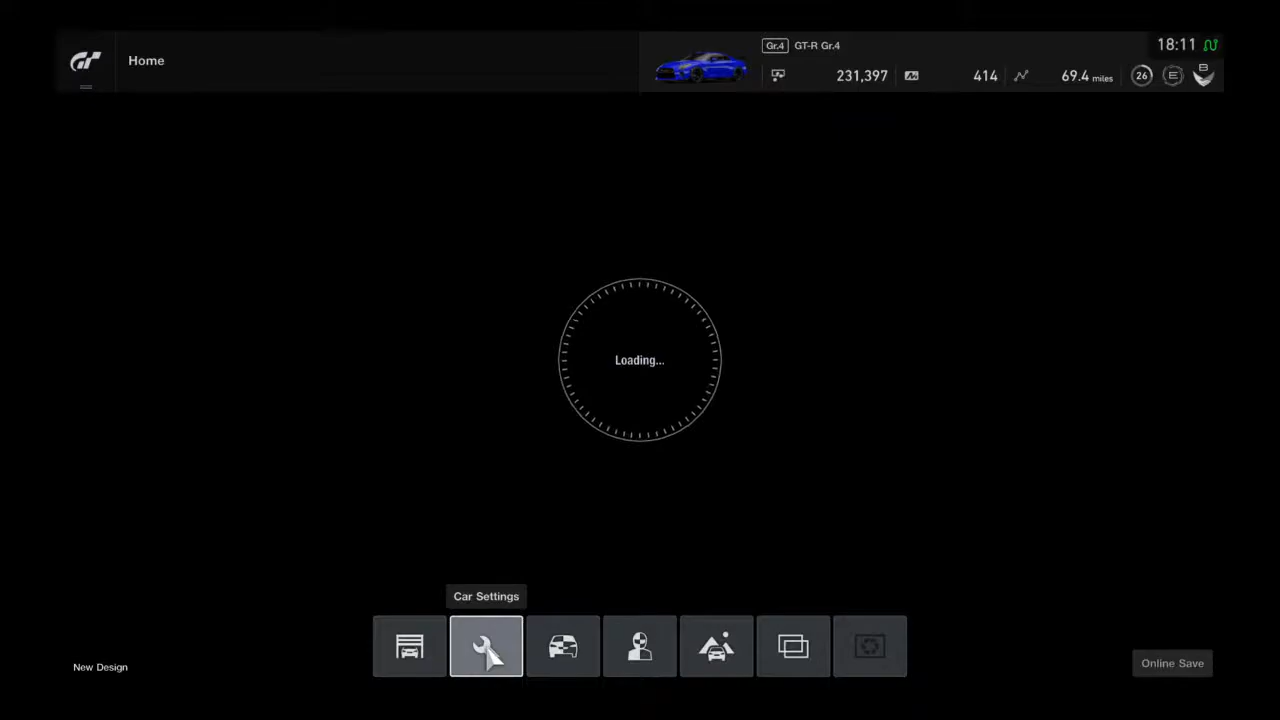 Home
Gr.4 GT-R Gr.4
18:11
231,397
414
69.4 miles
26
E
B
Loading...
Car Settings
New Design
Online Save